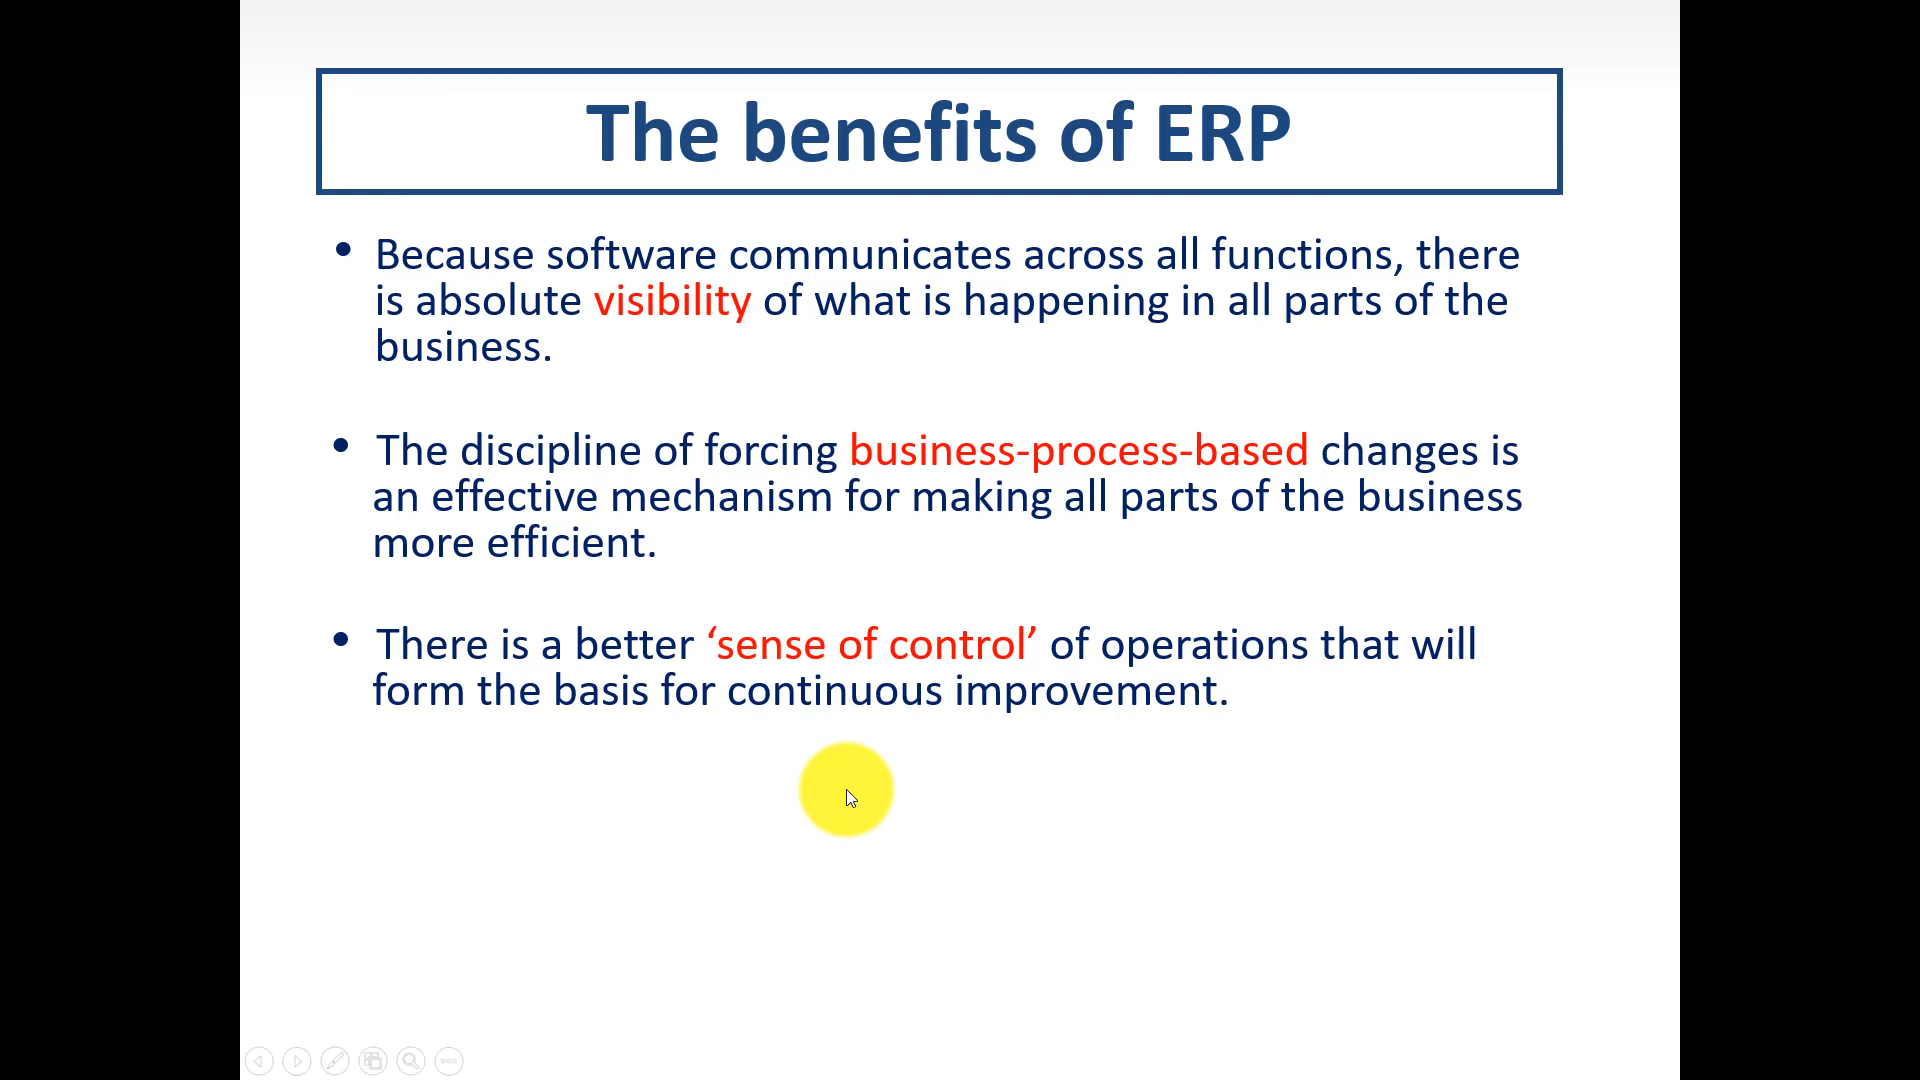 The benefits of ERP
• Because software communicates across all functions, there
is absolute visibility of what is happening in all parts of the
business.
• The discipline of forcing business-process-based changes is
an effective mechanism for making all parts of the business
more efficient.
• There is a better ‘sense of control’ of operations that will
form the basis for continuous improvement.